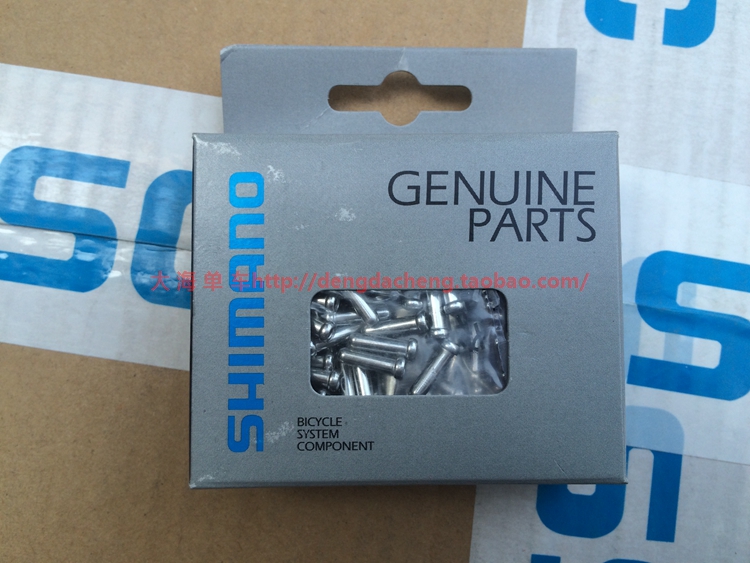 GENUINE
PARTS
SHIMANO
大海单车http://dengdacheng.taobao.com/
BICYCLE
SYSTEM
COMPONENT